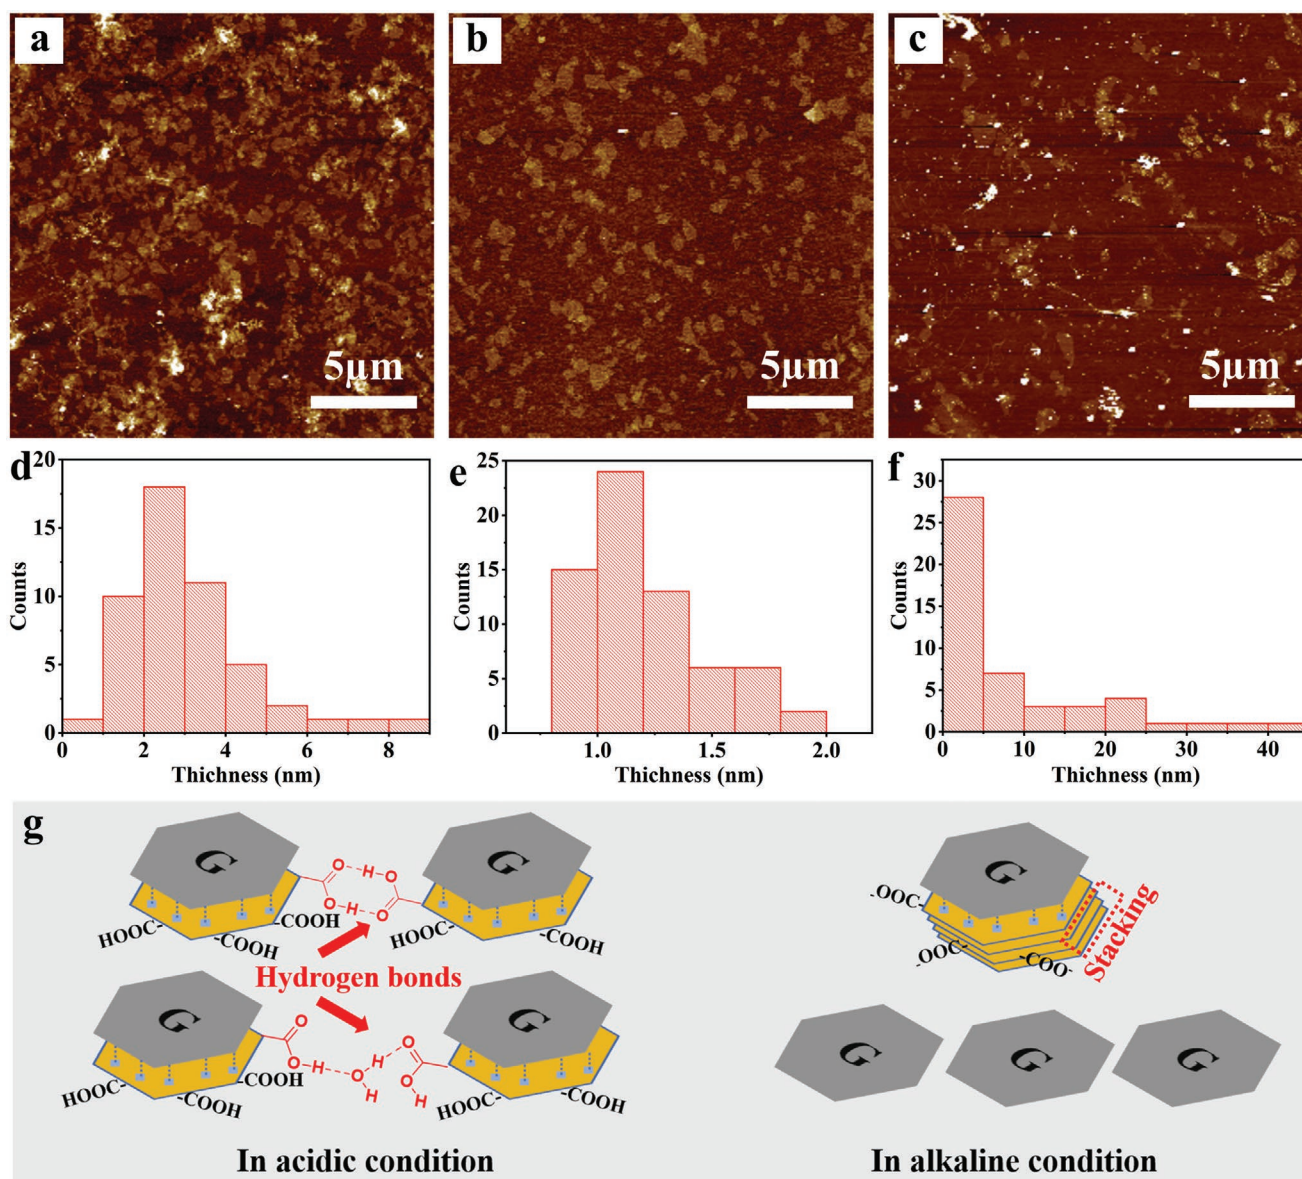 a
b
c
5μm
5μm
5μm
d
20
15
10
5
0
Counts
0
2
4
6
8
Thichness (nm)
e
25
20
15
10
5
0
Counts
1.0
1.5
2.0
Thichness (nm)
f
30
25
20
15
10
5
0
Counts
0
10
20
30
40
Thichness (nm)
g
G
G
O H O
O H O
HOOC-
-COOH
-COOH
HOOC-
-COOH
Hydrogen bonds
G
G
O
O H O H
H
O
O
H
HOOC-
-COOH
-COOH
HOOC-
-COOH
In acidic condition
G
-OOC-
-OOC-
-COO-
Stacking
G
G
G
In alkaline condition